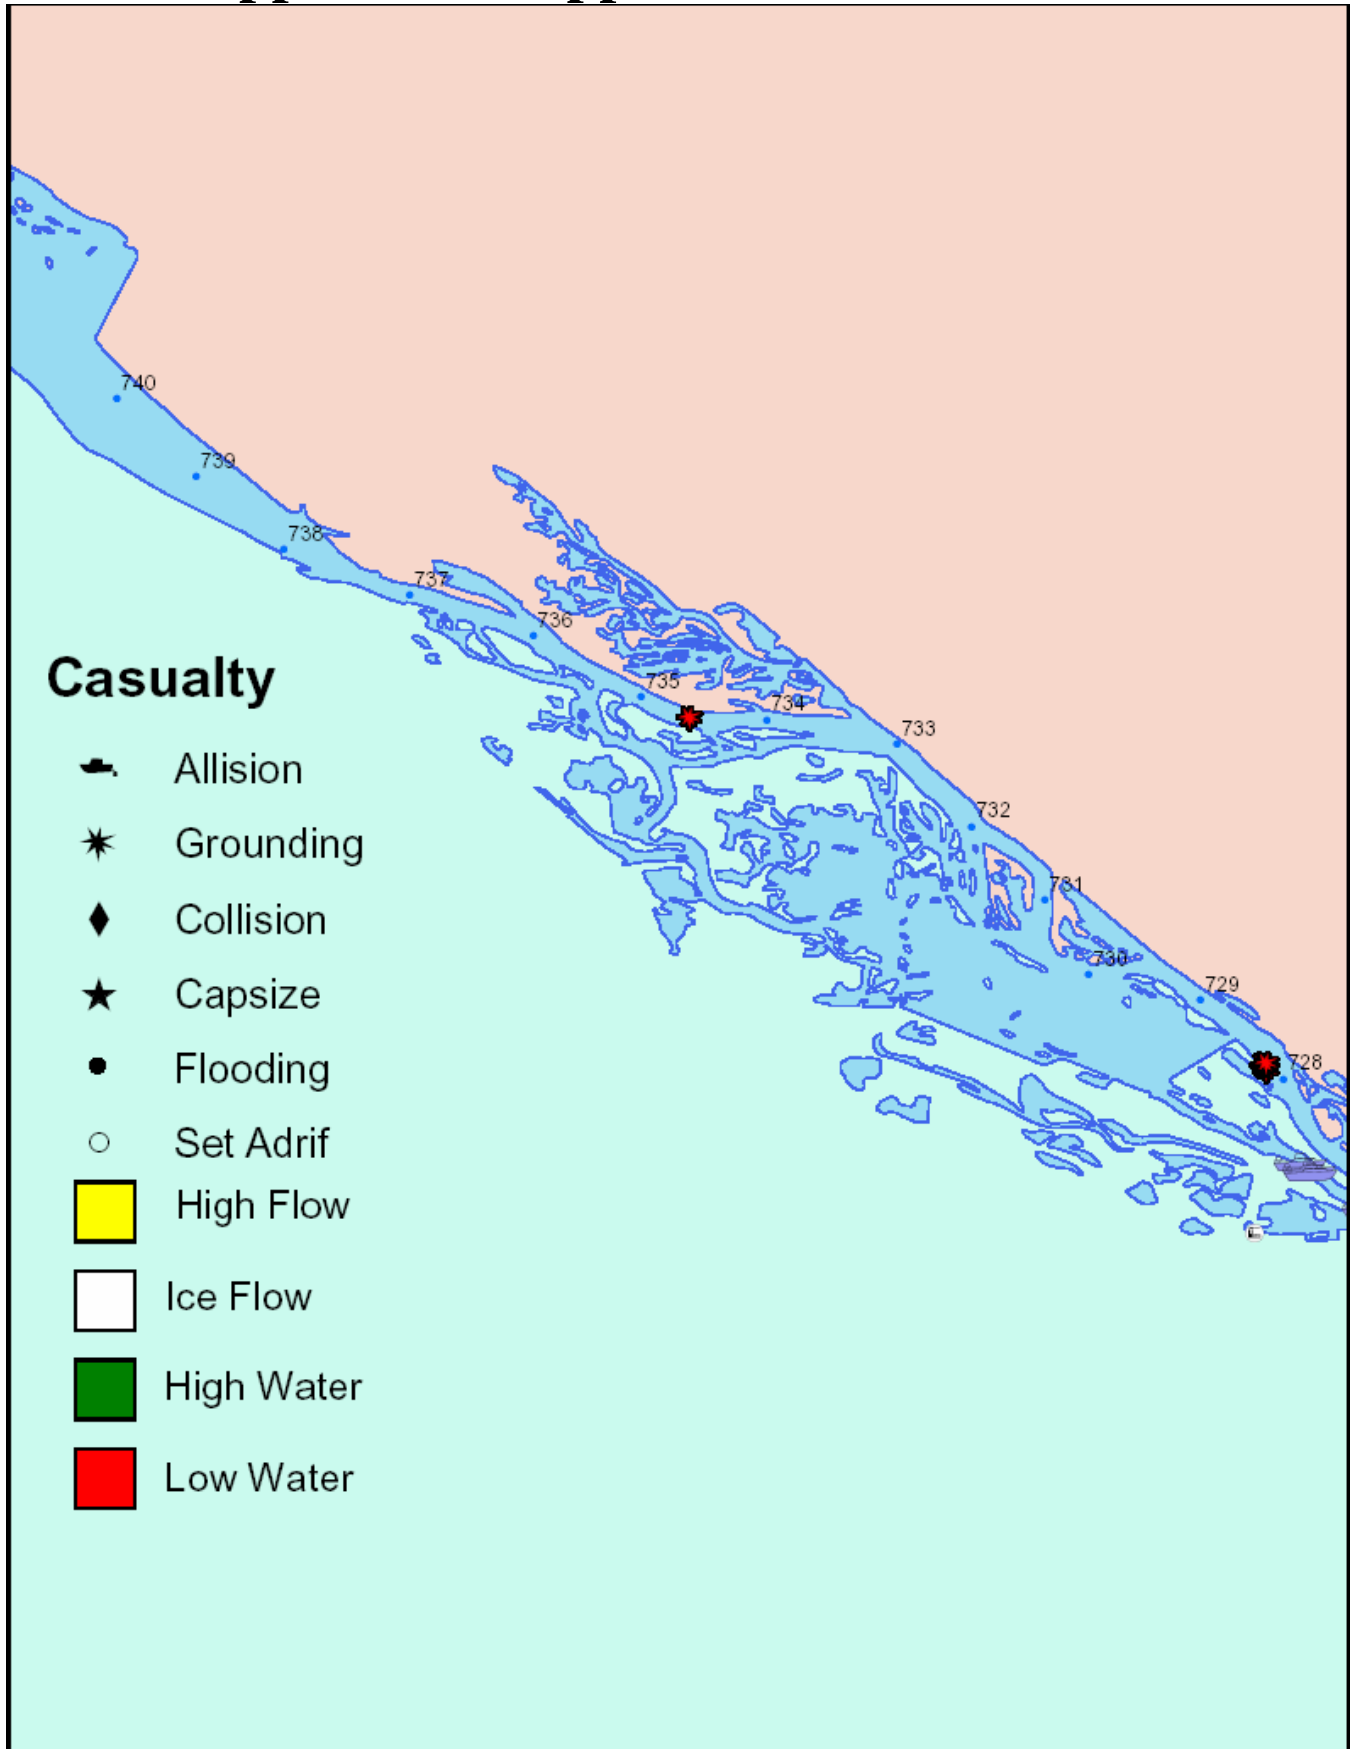 740
739
738
737
736
735
734
733
732
731
730
729
728
Casualty
Allision
Grounding
Collision
Capsize
Flooding
Set Adrif
High Flow
Ice Flow
High Water
Low Water